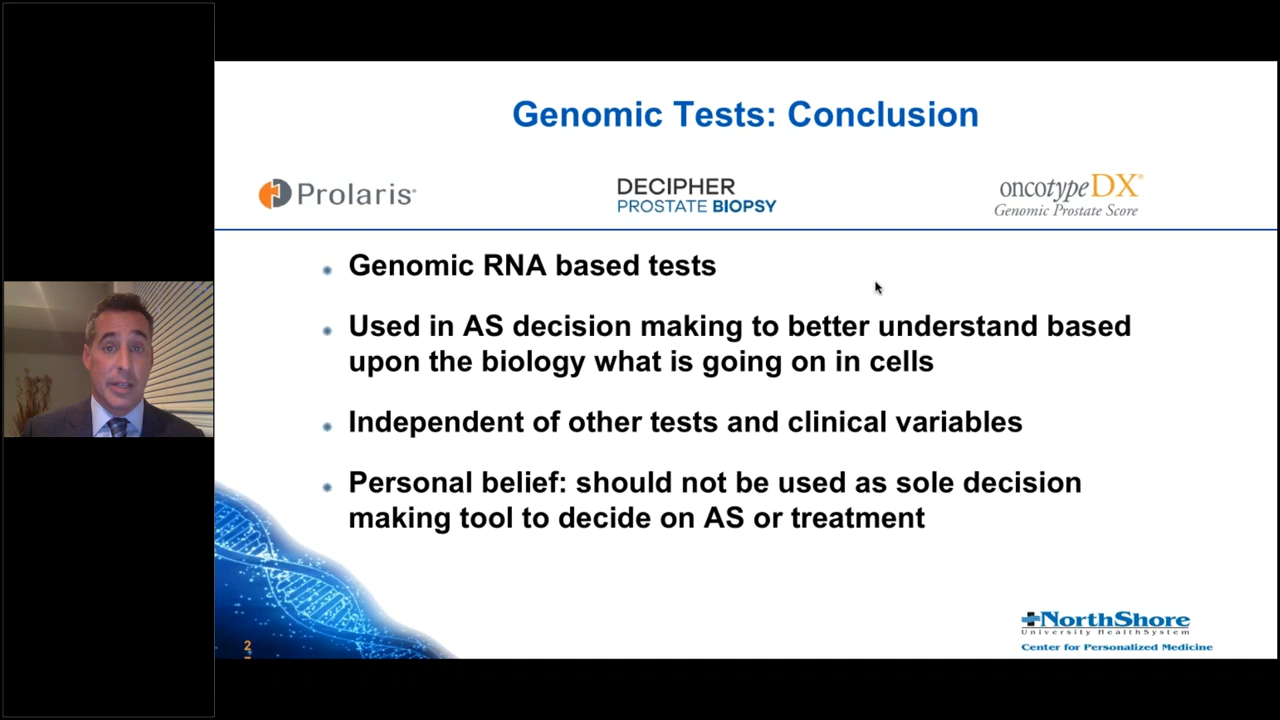 Genomic Tests: Conclusion
Prolaris®
DECIPHER
PROSTATE BIOPSY
oncotypeDX®
Genomic Prostate Score
Genomic RNA based tests
Used in AS decision making to better understand based
upon the biology what is going on in cells
Independent of other tests and clinical variables
Personal belief: should not be used as sole decision
making tool to decide on AS or treatment
2
NorthShore
University HealthSystem
Center for Personalized Medicine